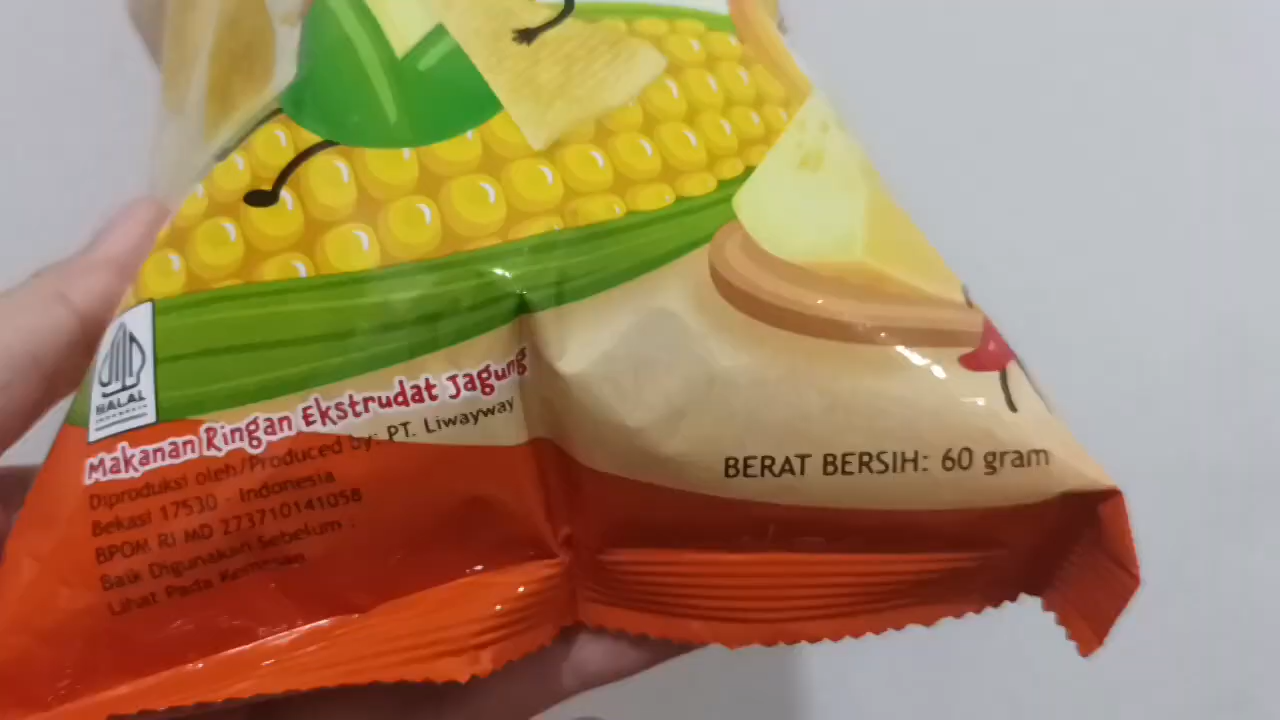 HALAL
INDONESIA
Makanan Ringan Ekstrudat Jagung
Diproduksi oleh/Produced by: PT. Liwayway
Bekasi 17530 - Indonesia
BPOM RI MD 273710141058
Baik Digunakan Sebelum :
Lihat Pada Kemasan
BERAT BERSIH: 60 gram